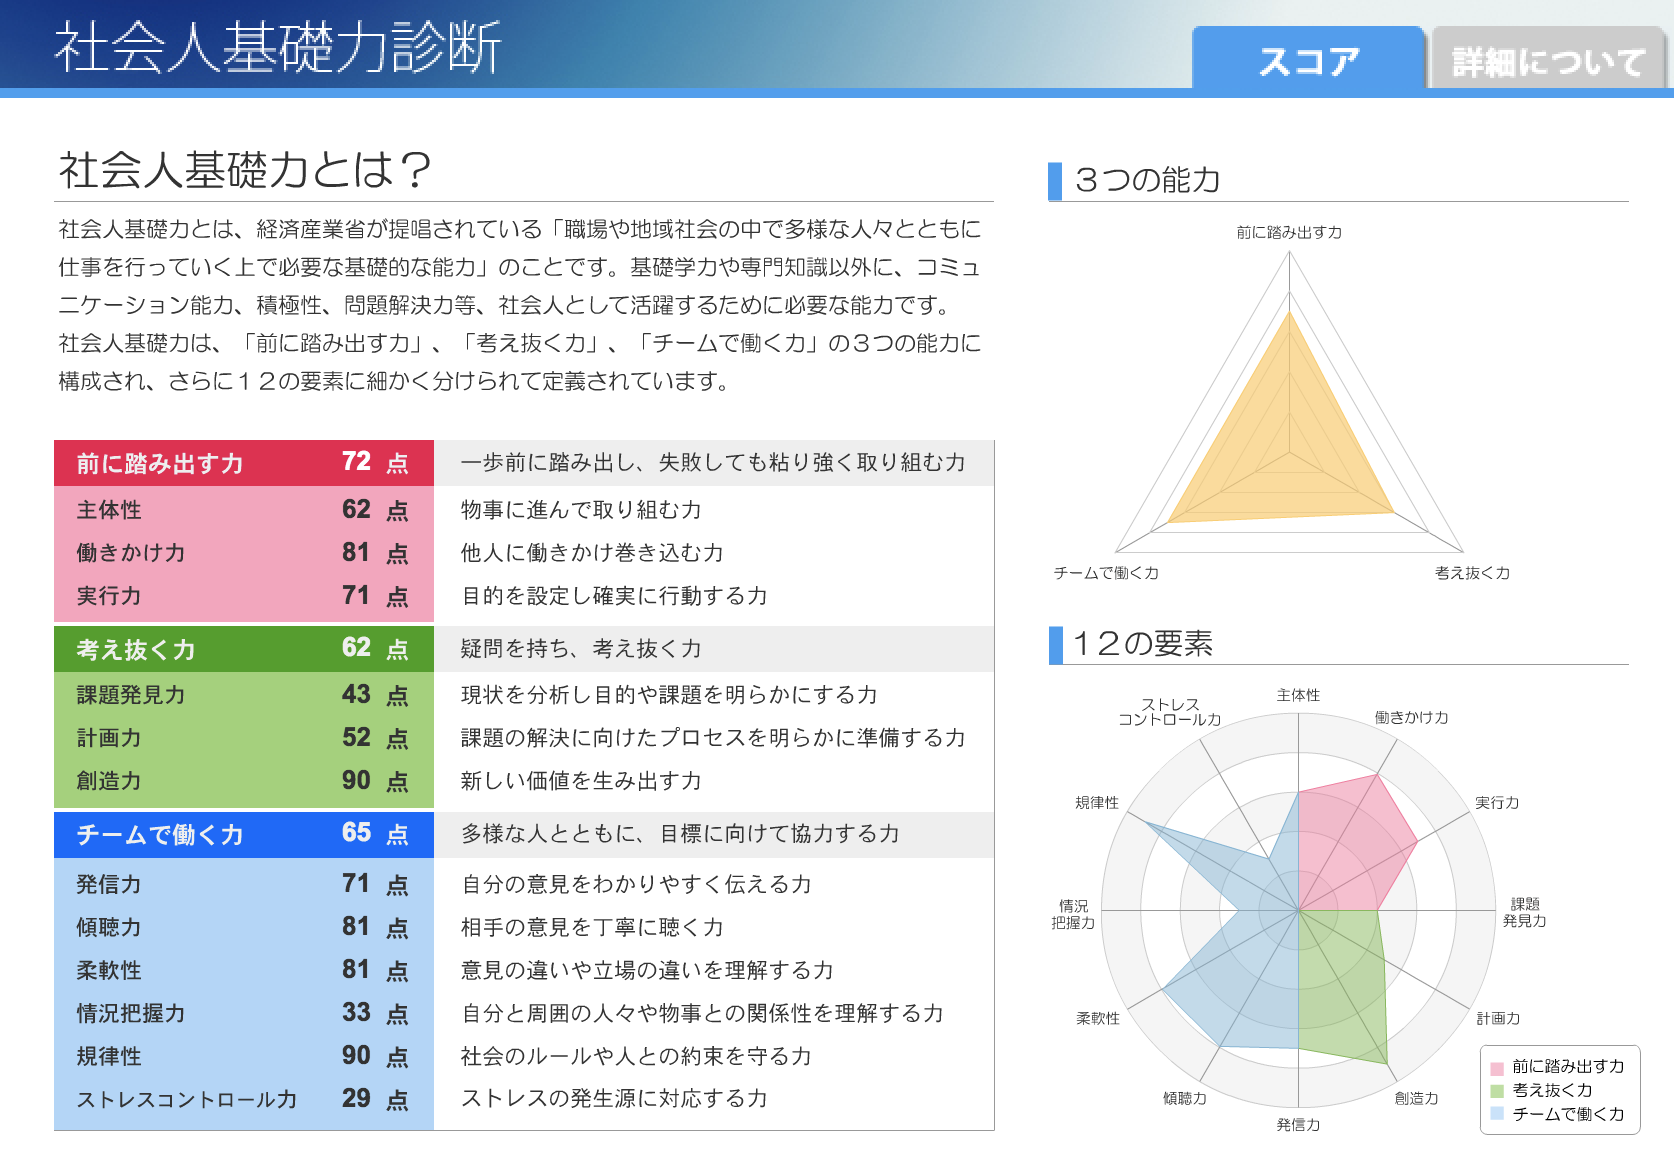 社会人基礎力診断
スコア
詳細について
社会人基礎力とは？
社会人基礎力とは、経済産業省が提唱されている「職場や地域社会の中で多様な人々とともに
仕事を行っていく上で必要な基礎的な能力」のことです。基礎学力や専門知識以外に、コミュ
ニケーション能力、積極性、問題解決力等、社会人として活躍するために必要な能力です。
社会人基礎力は、「前に踏み出す力」、「考え抜く力」、「チームで働く力」の３つの能力に
構成され、さらに１２の要素に細かく分けられて定義されています。
前に踏み出す力 72 点 一歩前に踏み出し、失敗しても粘り強く取り組む力
主体性 62 点 物事に進んで取り組む力
働きかけ力 81 点 他人に働きかけ巻き込む力
実行力 71 点 目的を設定し確実に行動する力
考え抜く力 62 点 疑問を持ち、考え抜く力
課題発見力 43 点 現状を分析し目的や課題を明らかにする力
計画力 52 点 課題の解決に向けたプロセスを明らかに準備する力
創造力 90 点 新しい価値を生み出す力
チームで働く力 65 点 多様な人とともに、目標に向けて協力する力
発信力 71 点 自分の意見をわかりやすく伝える力
傾聴力 81 点 相手の意見を丁寧に聴く力
柔軟性 81 点 意見の違いや立場の違いを理解する力
情況把握力 33 点 自分と周囲の人々や物事との関係性を理解する力
規律性 90 点 社会のルールや人との約束を守る力
ストレスコントロール力 29 点 ストレスの発生源に対応する力
３つの能力
前に踏み出す力
チームで働く力
考え抜く力
１２の要素
主体性
働きかけ力
実行力
課題
発見力
計画力
創造力
発信力
傾聴力
柔軟性
情況
把握力
規律性
ストレス
コントロール力
前に踏み出す力
考え抜く力
チームで働く力